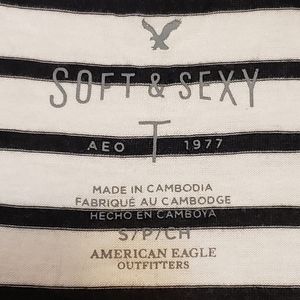 SOFT & SEXY
AEO T 1977
MADE IN CAMBODIA
FABRIQUÉ AU CAMBODGE
HECHO EN CAMBOYA
S/P/CH
AMERICAN EAGLE
OUTFITTERS